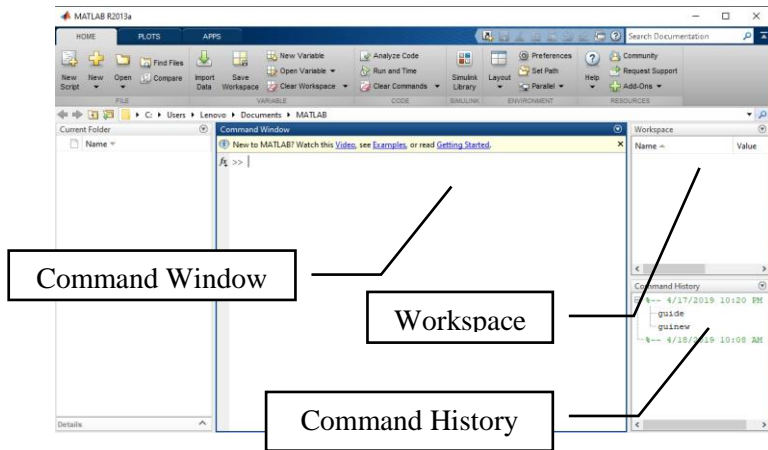 MATLAB R2013a
HOME PLOTS APPS Search Documentation
New Script
New
Open
Find Files
Compare
Import Data
Save Workspace
New Variable
Open Variable
Clear Workspace
Analyze Code
Run and Time
Clear Commands
Simulink Library
Layout
Preferences
Set Path
Parallel
Help
Community
Request Support
Add-Ons
FILE VARIABLE CODE SIMULINK ENVIRONMENT RESOURCES
C: Users Lenovo Documents MATLAB
Current Folder
Name
Command Window
New to MATLAB? Watch this Video, see Examples, or read Getting Started.
fx >>
Workspace
Name Value
Command Window
Workspace
Command History
%-- 4/17/2019 10:20 PM
guide
guinew
%-- 4/18/2019 10:08 AM
Command History
Details